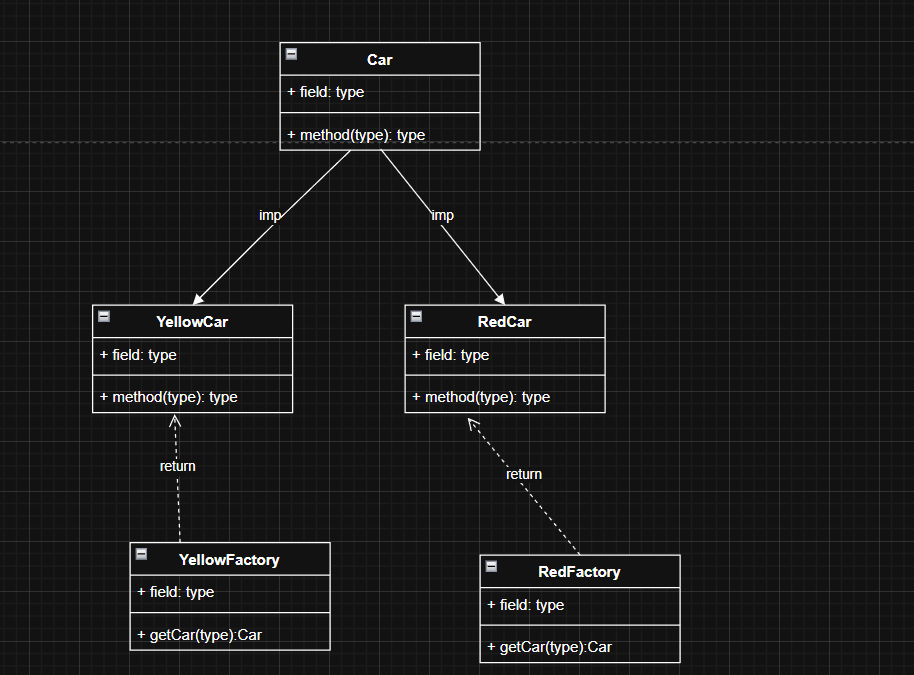 Car
+ field: type
+ method(type): type
imp
imp
YellowCar
+ field: type
+ method(type): type
RedCar
+ field: type
+ method(type): type
return
return
YellowFactory
+ field: type
+ getCar(type):Car
RedFactory
+ field: type
+ getCar(type):Car